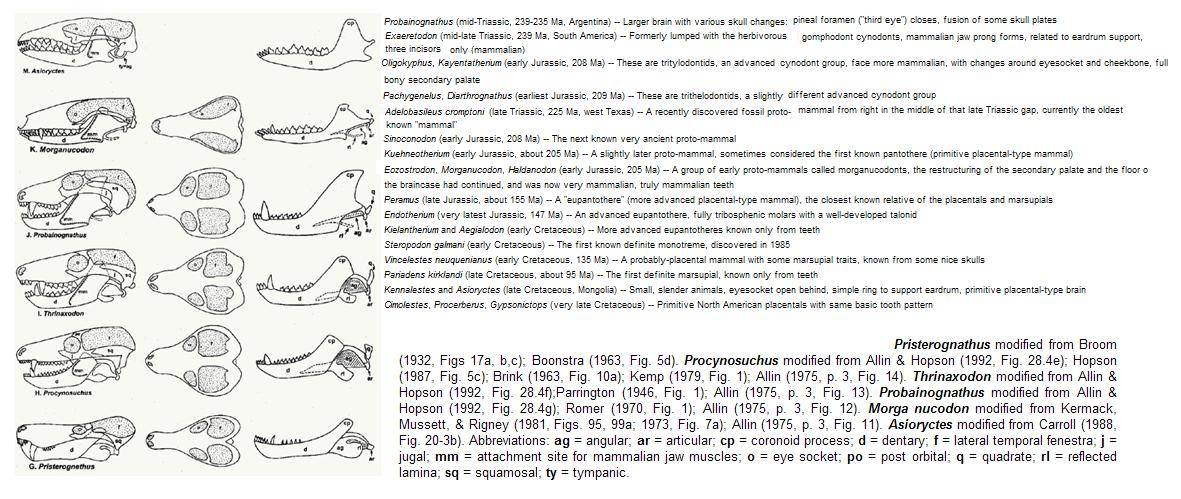 Probainognathus (mid-Triassic, 239-235 Ma, Argentina) -- Larger brain with various skull changes: pineal foramen ("third eye") closes, fusion of some skull plates
Exaeretodon (mid-late Triassic, 239 Ma, South America) -- Formerly lumped with the herbivorous gomphodont cynodonts, mammalian jaw prong forms, related to eardrum support,
three incisors only (mammalian)
Oligokyphus, Kayentatherium (early Jurassic, 208 Ma) -- These are tritylodontids, an advanced cynodont group, face more mammalian, with changes around eyesocket and cheekbone, full
bony secondary palate
Pachygenelus, Diarthrognathus (earliest Jurassic, 209 Ma) -- These are trithelodontids, a slightly different advanced cynodont group
Adelobasileus cromptoni (late Triassic, 225 Ma, west Texas) -- A recently discovered fossil proto- mammal from right in the middle of that late Triassic gap, currently the oldest
known "mammal"
Sinoconodon (early Jurassic, 208 Ma) -- The next known very ancient proto-mammal
Kuehneotherium (early Jurassic, about 205 Ma) -- A slightly later proto-mammal, sometimes considered the first known pantothere (primitive placental-type mammal)
Eozostrodon, Morganucodon, Haldanodon (early Jurassic, 205 Ma) -- A group of early proto-mammals called morganucodonts, the restructuring of the secondary palate and the floor o
the braincase had continued, and was now very mammalian, truly mammalian teeth
Peramus (late Jurassic, about 155 Ma) -- A "eupantothere" (more advanced placental-type mammal), the closest known relative of the placentals and marsupials
Endotherium (very latest Jurassic, 147 Ma) -- An advanced eupantothere, fully tribosphenic molars with a well-developed talonid
Kielantherium and Aegialodon (early Cretaceous) -- More advanced eupantotheres known only from teeth
Steropodon galmani (early Cretaceous) -- The first known definite monotreme, discovered in 1985
Vincelestes neuquenianus (early Cretaceous, 135 Ma) -- A probably-placental mammal with some marsupial traits, known from some nice skulls
Pariadens kirklandi (late Cretaceous, about 95 Ma) -- The first definite marsupial, known only from teeth
Kennalestes and Asioryctes (late Cretaceous, Mongolia) -- Small, slender animals, eyesocket open behind, simple ring to support eardrum, primitive placental-type brain
Cimolestes, Procerberus, Gypsonictops (very late Cretaceous) -- Primitive North American placentals with same basic tooth pattern
M. Asioryctes
K. Morganucodon
J. Probainognathus
I. Thrinaxodon
H. Procynosuchus
G. Pristerognethus
Pristerognathus modified from Broom
(1932, Figs 17a, b,c); Boonstra (1963, Fig. 5d). Procynosuchus modified from Allin & Hopson (1992, Fig. 28.4e); Hopson
(1987, Fig. 5c); Brink (1963, Fig. 10a); Kemp (1979, Fig. 1); Allin (1975, p. 3, Fig. 14). Thrinaxodon modified from Allin &
Hopson (1992, Fig. 28.4f);Parrington (1946, Fig. 1); Allin (1975, p. 3, Fig. 13). Probainognathus modified from Allin &
Hopson (1992, Fig. 28.4g); Romer (1970, Fig. 1); Allin (1975, p. 3, Fig. 12). Morga nucodon modified from Kermack,
Mussett, & Rigney (1981, Figs. 95, 99a; 1973, Fig. 7a); Allin (1975, p. 3, Fig. 11). Asioryctes modified from Carroll (1988,
Fig. 20-3b). Abbreviations: ag = angular; ar = articular; cp = coronoid process; d = dentary; f = lateral temporal fenestra; j =
jugal; mm = attachment site for mammalian jaw muscles; o = eye socket; po = post orbital; q = quadrate; rl = reflected
lamina; sq = squamosal; ty = tympanic.